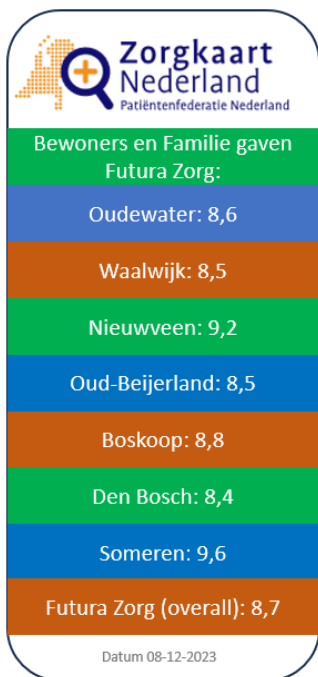 Zorgkaart
Nederland
Patiëntenfederatie Nederland
Bewoners en Familie gaven
Futura Zorg:
Oudewater: 8,6
Waalwijk: 8,5
Nieuwveen: 9,2
Oud-Beijerland: 8,5
Boskoop: 8,8
Den Bosch: 8,4
Someren: 9,6
Futura Zorg (overall): 8,7
Datum 08-12-2023